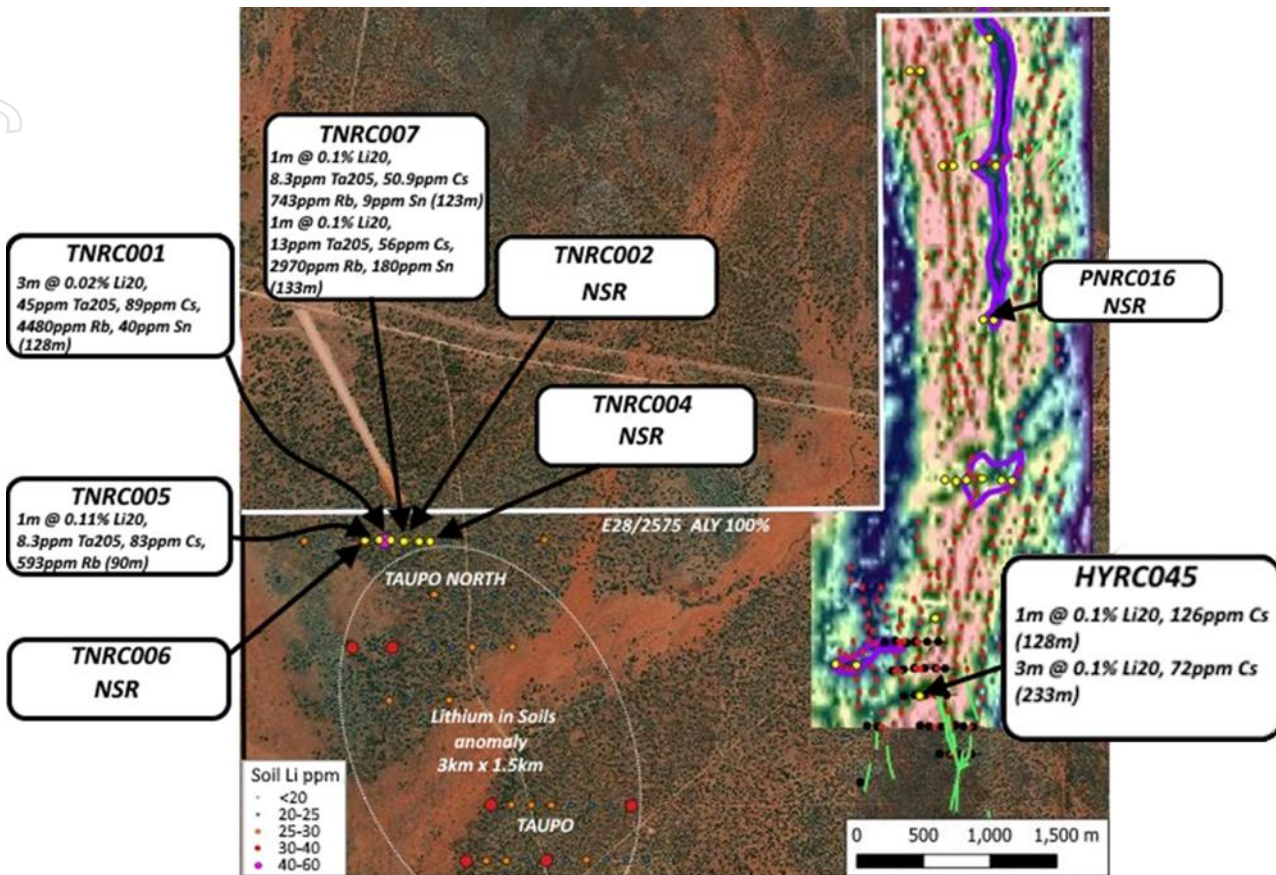 TNRC007
1m @ 0.1% Li20,
8.3ppm Ta205, 50.9ppm Cs
743ppm Rb, 9ppm Sn (123m)
1m @ 0.1% Li20,
13ppm Ta205, 56ppm Cs,
2970ppm Rb, 180ppm Sn
(133m)
TNRC001
3m @ 0.02% Li20,
45ppm Ta205, 89ppm Cs,
4480ppm Rb, 40ppm Sn
(128m)
TNRC002
NSR
PNRC016
NSR
TNRC004
NSR
TNRC005
1m @ 0.11% Li20,
8.3ppm Ta205, 83ppm Cs,
593ppm Rb (90m)
E28/2575 ALY 100%
TAUPO NORTH
HYRC045
1m @ 0.1% Li20, 126ppm Cs
(128m)
3m @ 0.1% Li20, 72ppm Cs
(233m)
TNRC006
NSR
Lithium in Soils
anomaly
3km x 1.5km
TAUPO
Soil Li ppm
<20
20-25
25-30
30-40
40-60
0 500 1,000 1,500 m